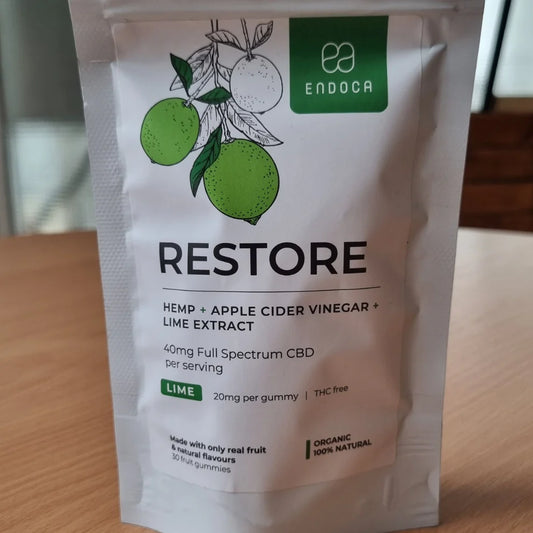 ENDOCA
RESTORE
HEMP + APPLE CIDER VINEGAR +
LIME EXTRACT
40mg Full Spectrum CBD
per serving
LIME
20mg per gummy | THC free
Made with only real fruit
& natural flavours
30 fruit gummies
ORGANIC
100% NATURAL